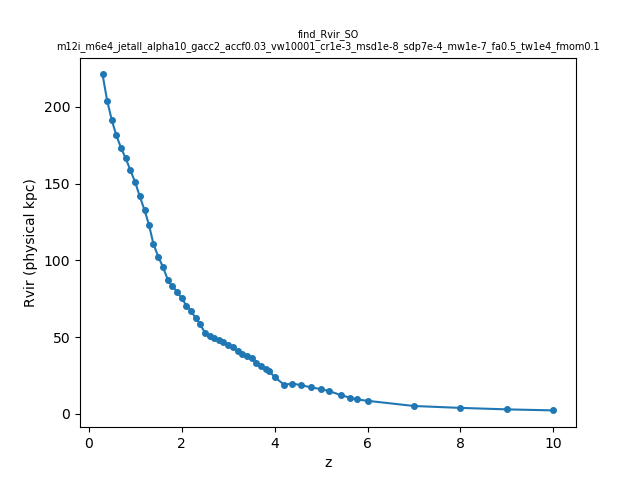 find_Rvir_SO
m12i_m6e4_jetall_alpha10_gacc2_accf0.03_vw10001_cr1e-3_msd1e-8_sdp7e-4_mw1e-7_fa0.5_tw1e4_fmom0.1
200
150
100
50
0
Rvir (physical kpc)
0 2 4 6 8 10
z